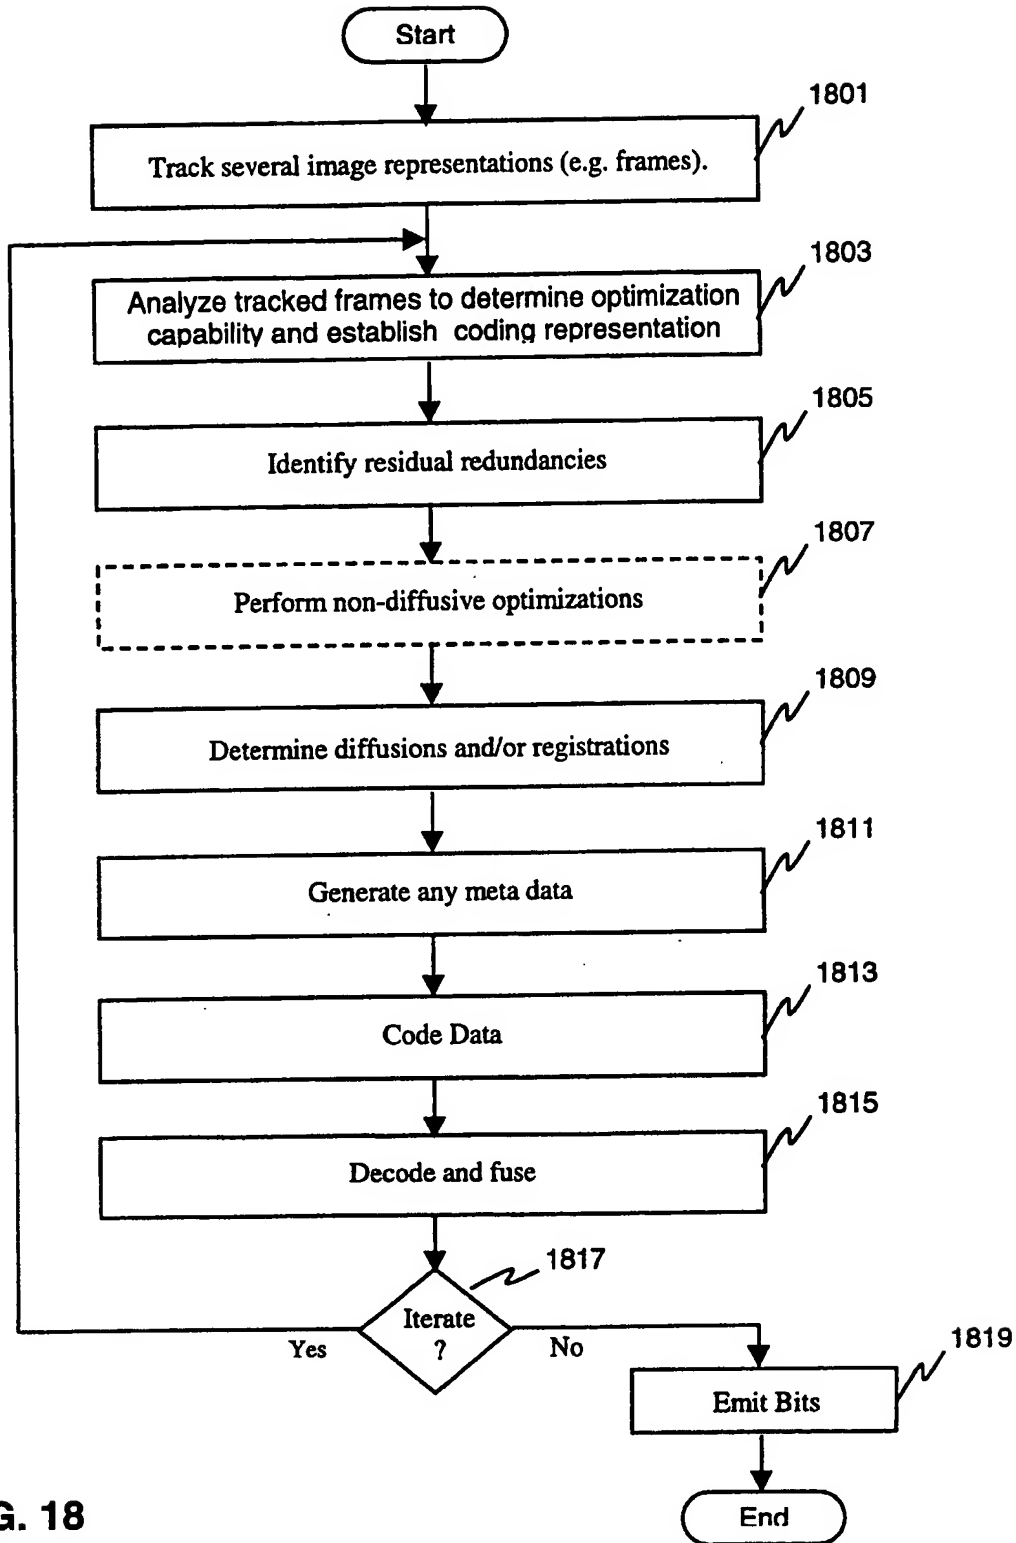 Start
1801
Track several image representations (e.g. frames).
1803
Analyze tracked frames to determine optimization
capability and establish coding representation
1805
Identify residual redundancies
1807
Perform non-diffusive optimizations
1809
Determine diffusions and/or registrations
1811
Generate any meta data
1813
Code Data
1815
Decode and fuse
1817
Iterate
?
Yes
No
1819
Emit Bits
End
G. 18